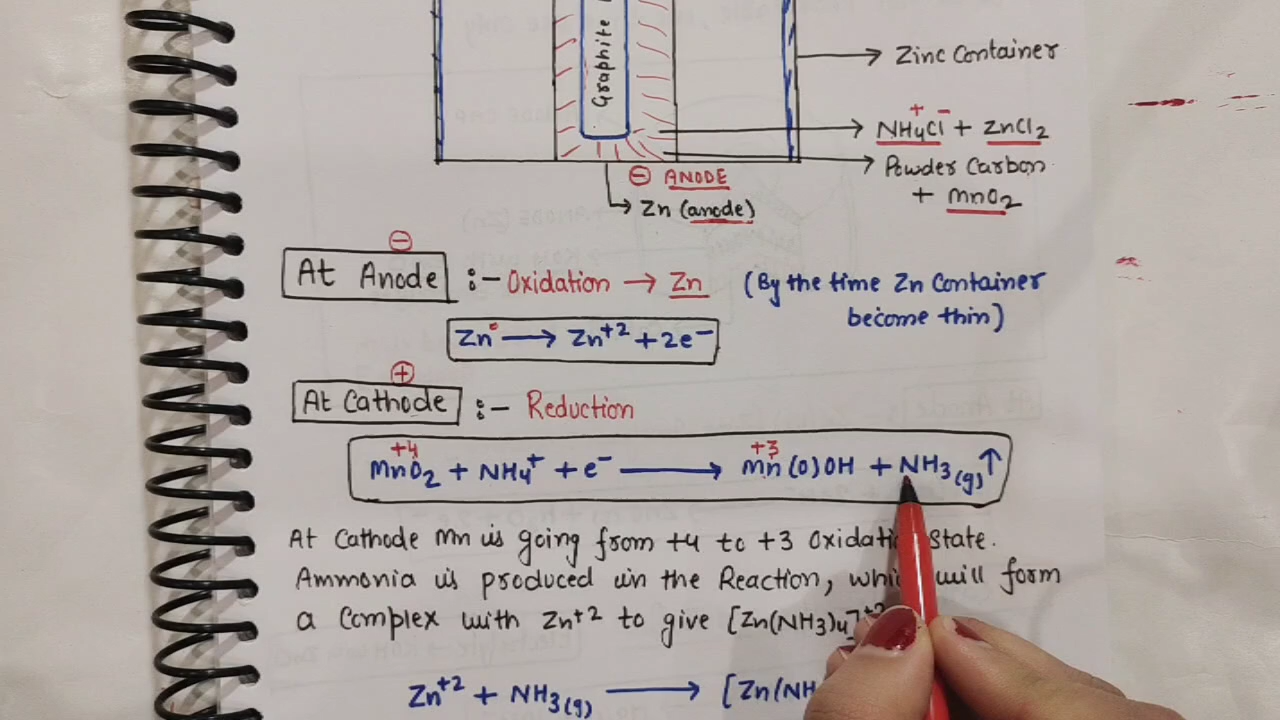 Graphite
Zinc Container
+ -
NH4Cl + ZnCl2
Powder Carbon
+ MnO2
⊖ ANODE
Zn (anode)
⊖
At Anode :- Oxidation → Zn (By the time Zn Container
become thin)
Zn° → Zn+2 + 2e-
⊕
At Cathode :- Reduction
+4 +3
MnO2 + NH4+ + e- → Mn(O)OH + NH3(g)↑
At Cathode Mn is going from +4 to +3 Oxidation State.
Ammonia is produced in the Reaction, which will form
a Complex with Zn+2 to give [Zn(NH3)4]+2
Zn+2 + NH3(g) → [Zn(NH